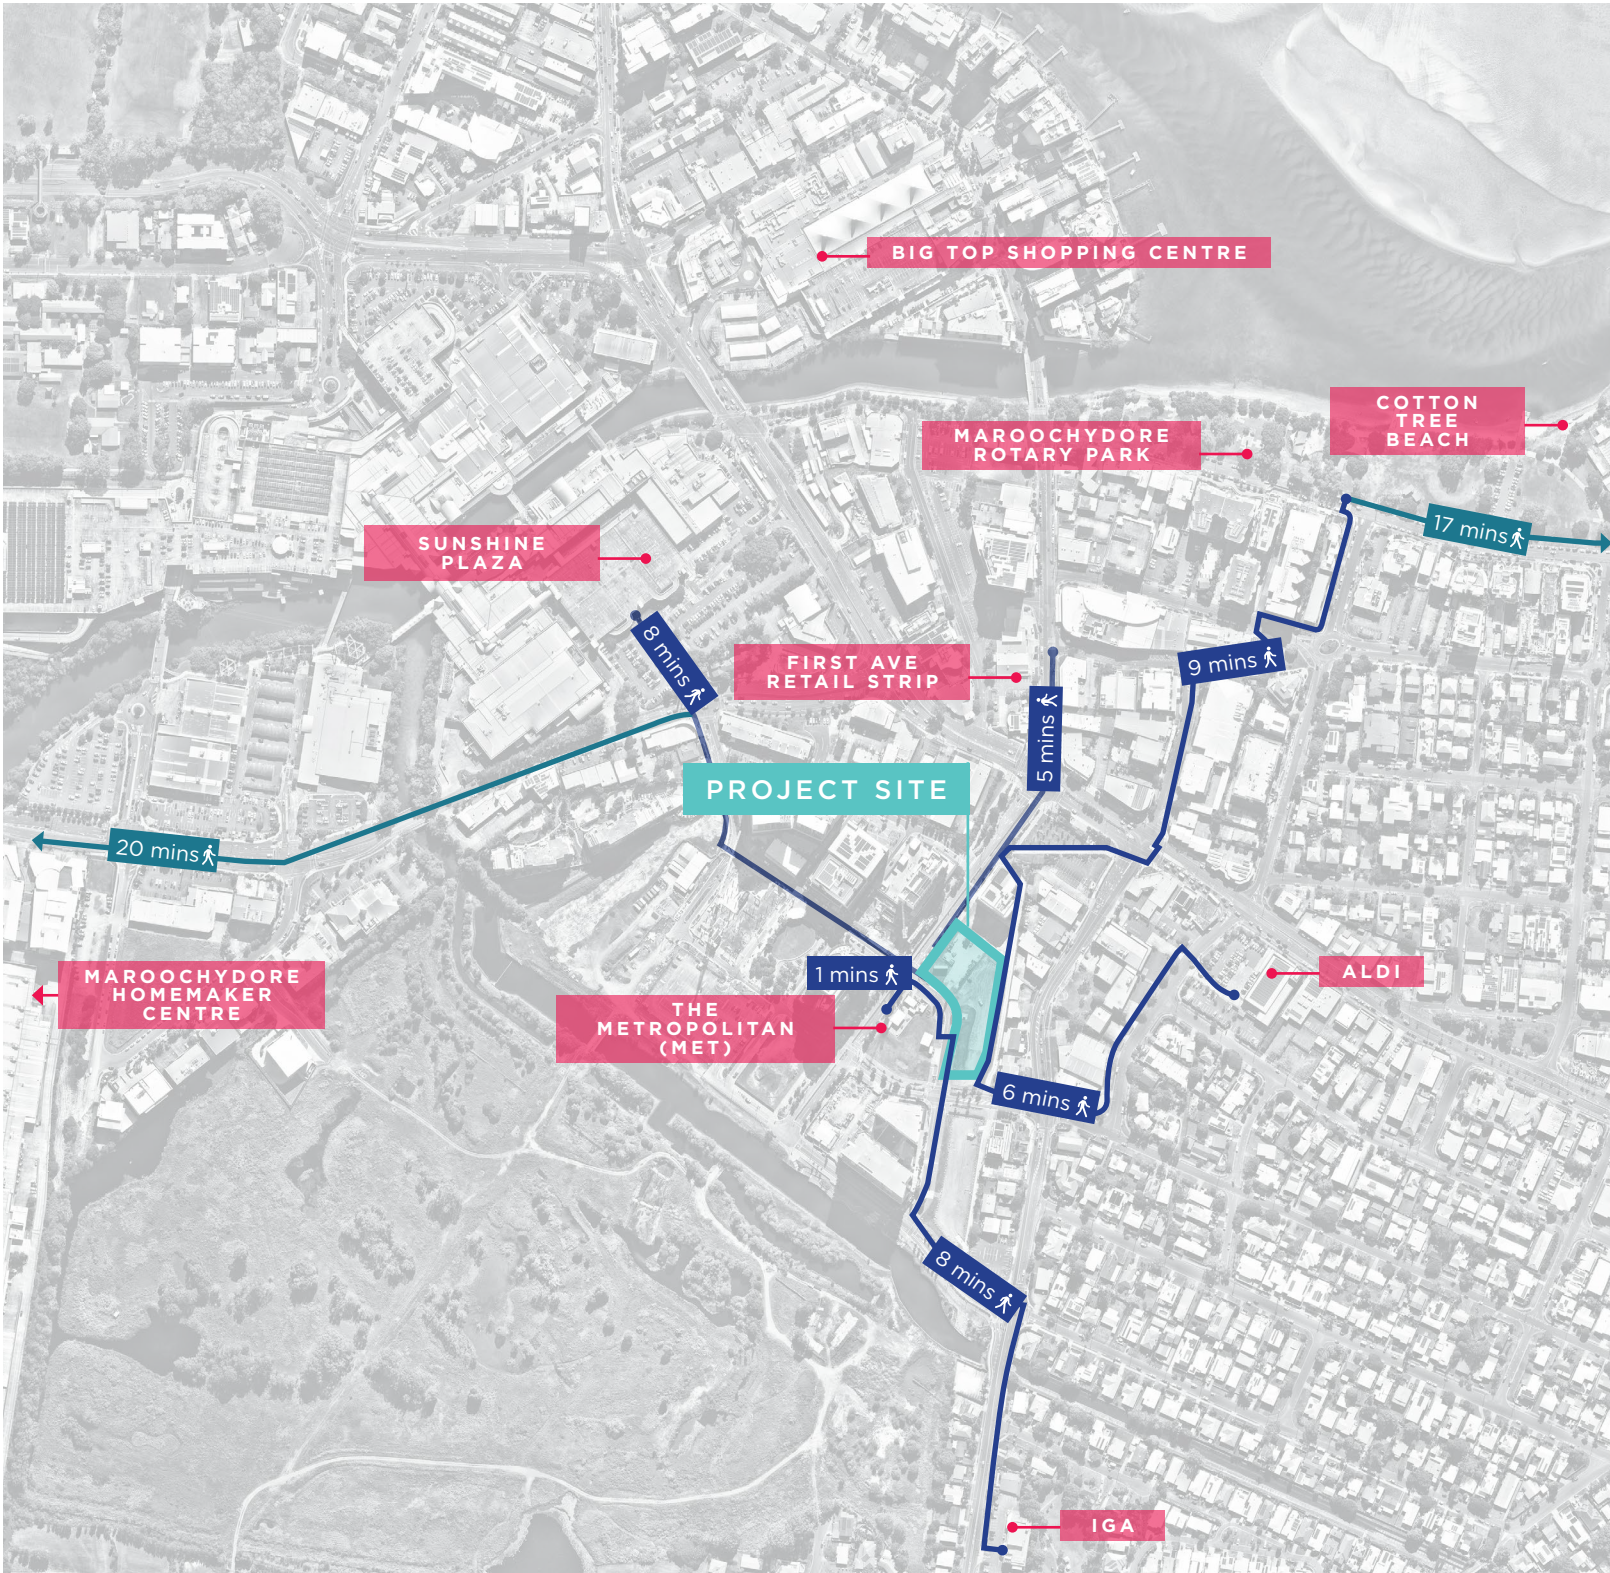 BIG TOP SHOPPING CENTRE
COTTON
TREE
BEACH
MAROOCHYDORE
ROTARY PARK
17 mins
SUNSHINE
PLAZA
8 mins
FIRST AVE
RETAIL STRIP
9 mins
5 mins
PROJECT SITE
20 mins
MAROOCHYDORE
HOMEMAKER
CENTRE
1 mins
ALDI
THE
METROPOLITAN
(MET)
6 mins
8 mins
IGA